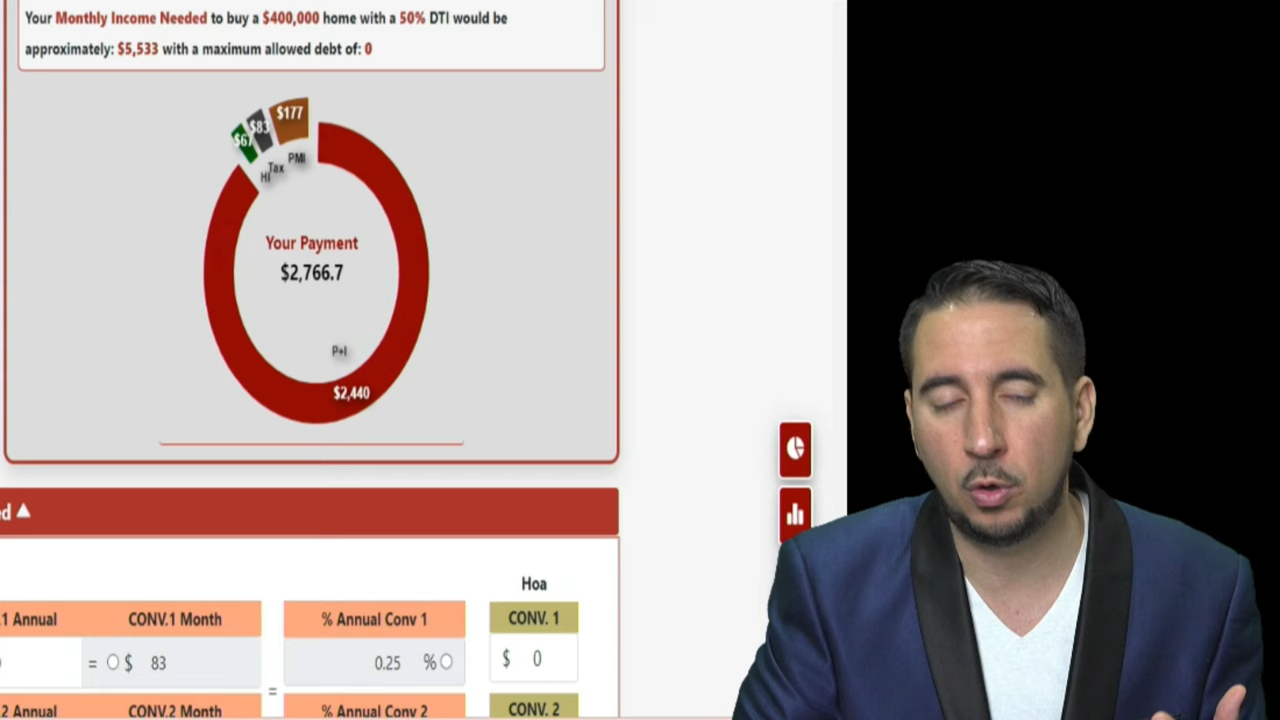 Your Monthly Income Needed to buy a $400,000 home with a 50% DTI would be
approximately: $5,533 with a maximum allowed debt of: 0
$177
$83
$67
PMI
Tax
HI
Your Payment
$2,766.7
P+I
$2,440
ed ▲
Hoa
.1 Annual CONV.1 Month % Annual Conv 1 CONV. 1
= $ 83 0.25 % $ 0
=
.2 Annual CONV.2 Month % Annual Conv 2 CONV. 2